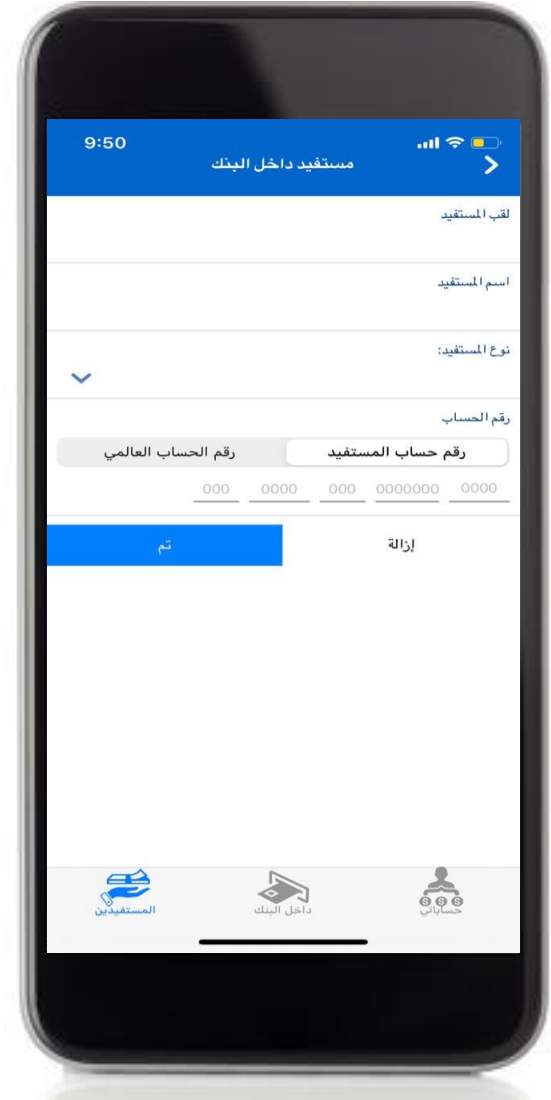 9:50
مستفيد داخل البنك
لقب المستفيد
اسم المستفيد
نوع المستفيد:
رقم الحساب
رقم حساب المستفيد رقم الحساب العالمي
0000 0000000 000 0000 000
إزالة تم
حساباتي داخل البنك المستفيدين